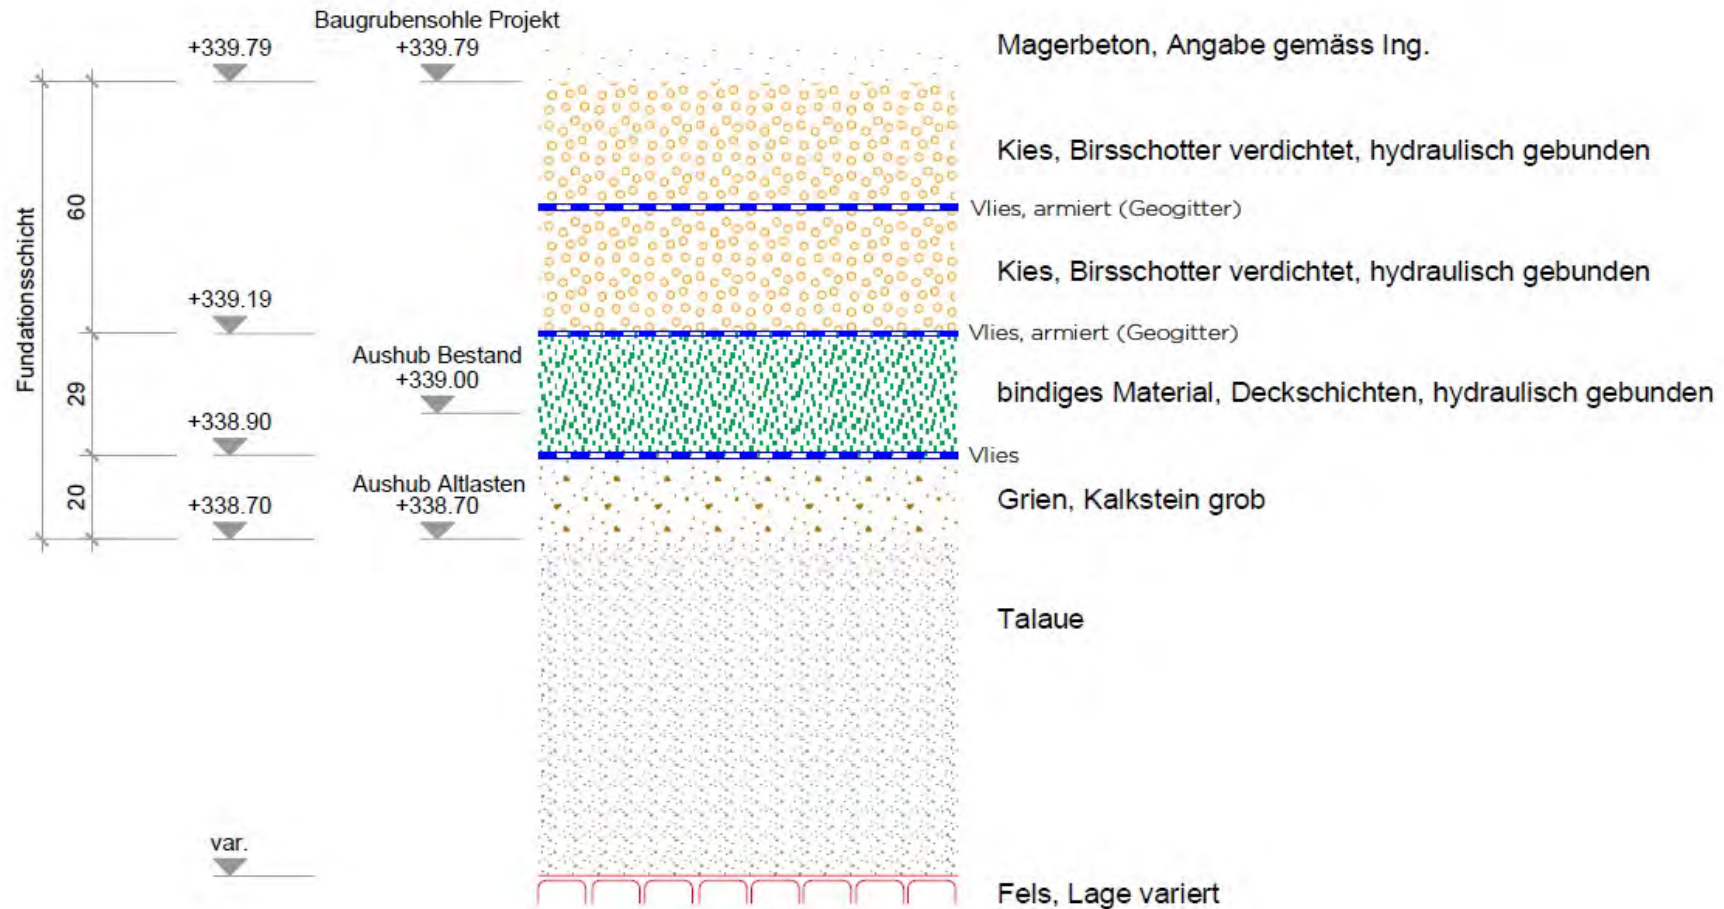 Baugrubensohle Projekt
+339.79
+339.79
Magerbeton, Angabe gemäss Ing.
Kies, Birsschotter verdichtet, hydraulisch gebunden
Fundationsschicht
60
Vlies, armiert (Geogitter)
Kies, Birsschotter verdichtet, hydraulisch gebunden
+339.19
Vlies, armiert (Geogitter)
Aushub Bestand
+339.00
29
bindiges Material, Deckschichten, hydraulisch gebunden
+338.90
Vlies
20
Aushub Altlasten
+338.70
+338.70
Grien, Kalkstein grob
Talaue
var.
Fels, Lage variert